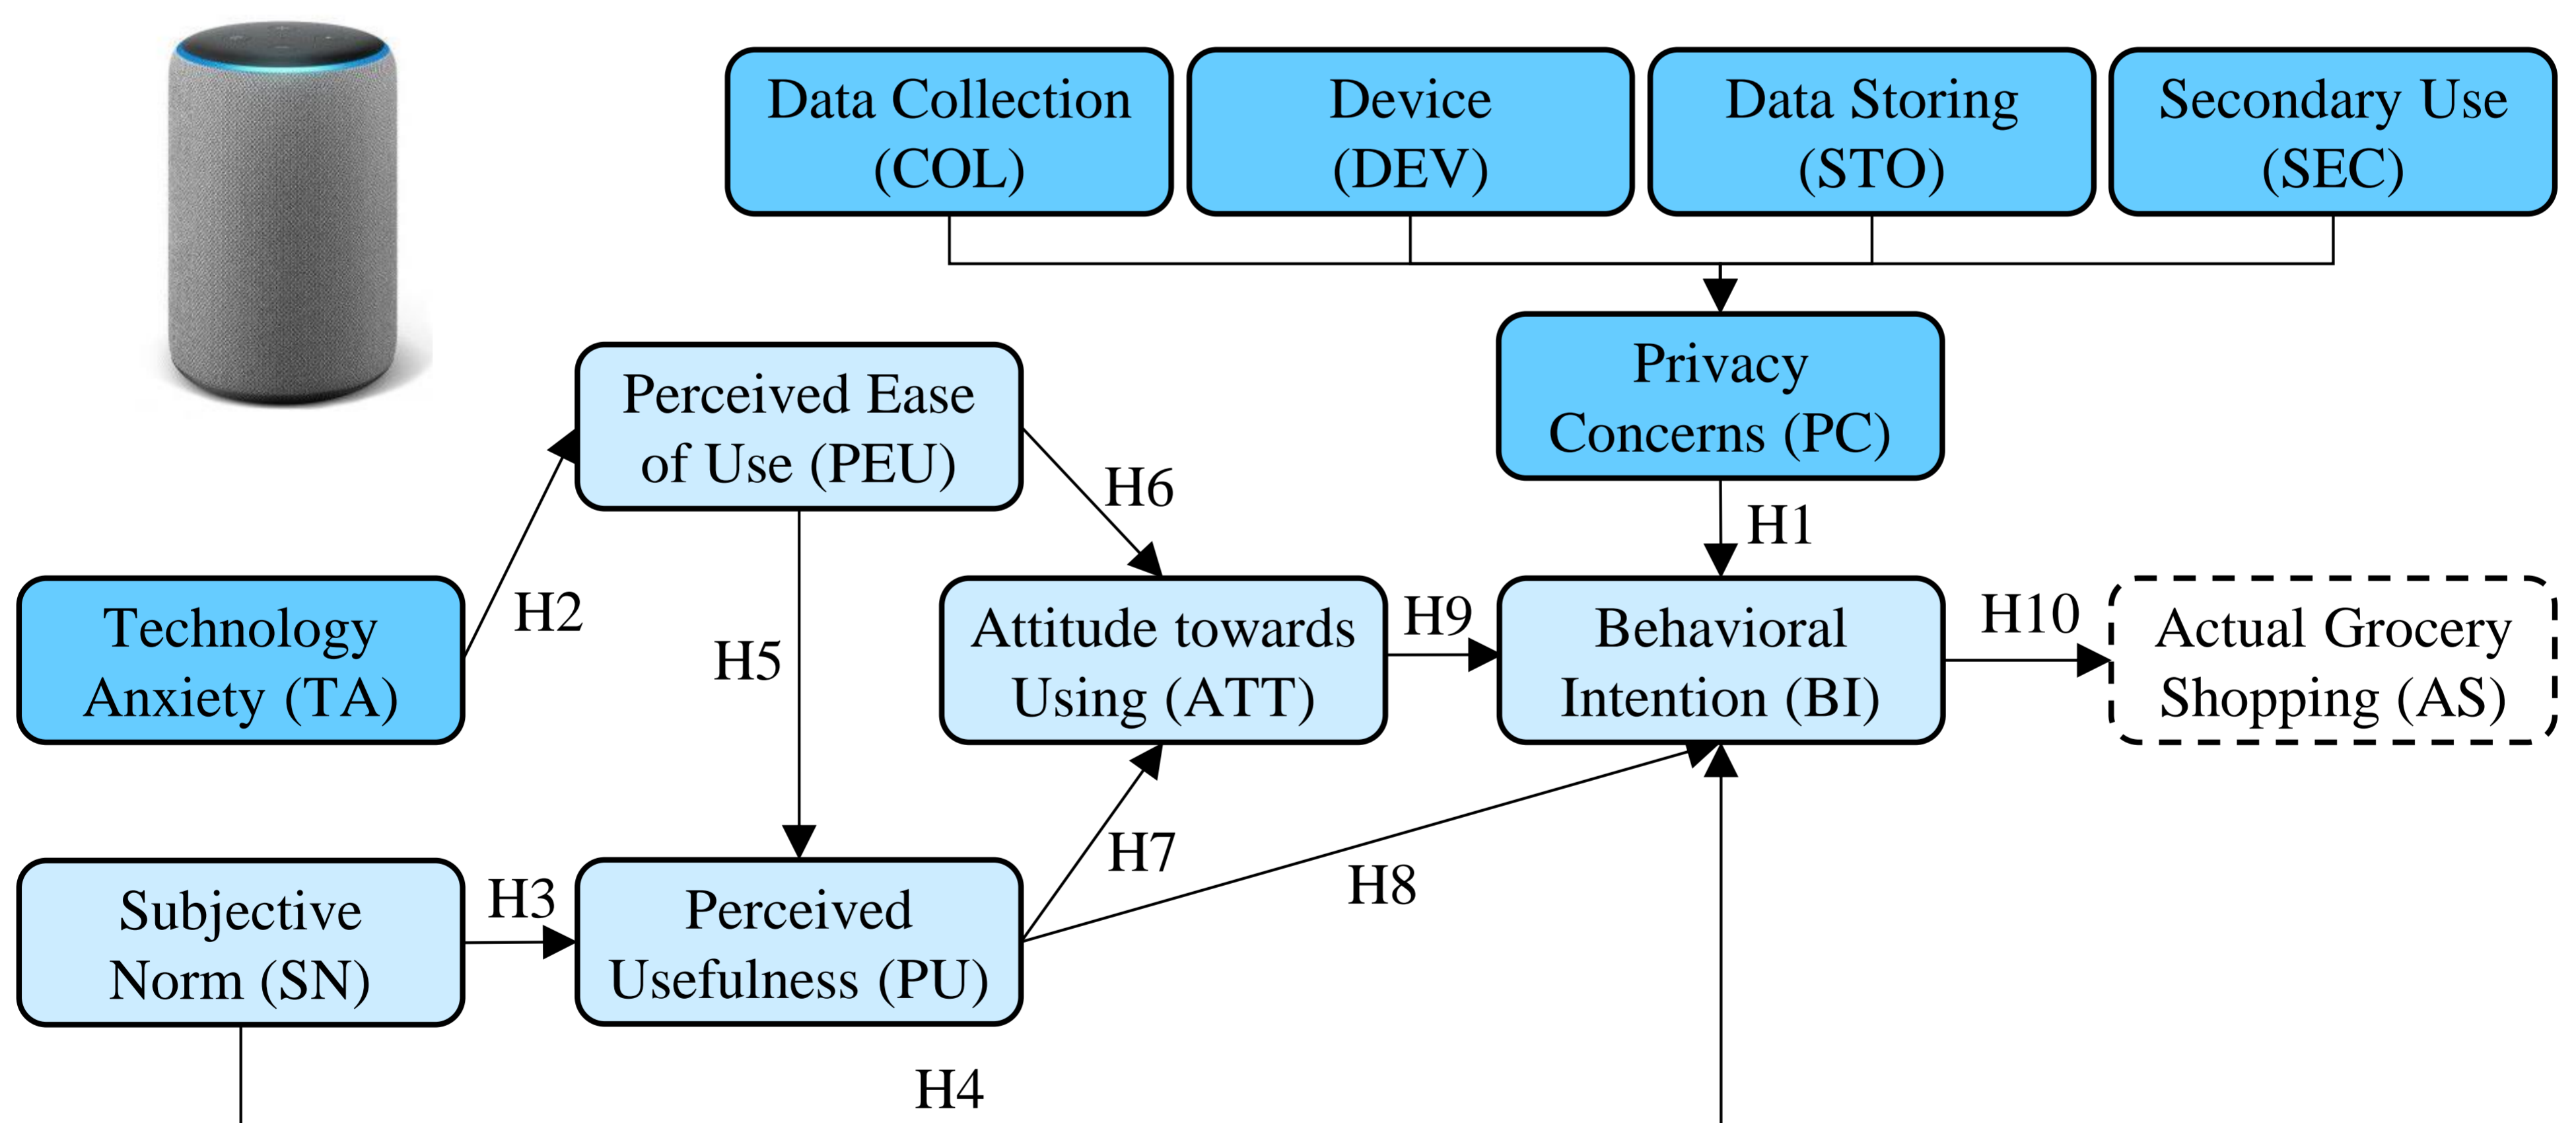 Data Collection
(COL)
Device
(DEV)
Data Storing
(STO)
Secondary Use
(SEC)
Privacy
Concerns (PC)
Perceived Ease
of Use (PEU)
H6
H1
H2
Technology
Anxiety (TA)
H5
Attitude towards
Using (ATT)
H9
Behavioral
Intention (BI)
H10
Actual Grocery
Shopping (AS)
Subjective
Norm (SN)
H3
Perceived
Usefulness (PU)
H7
H8
H4